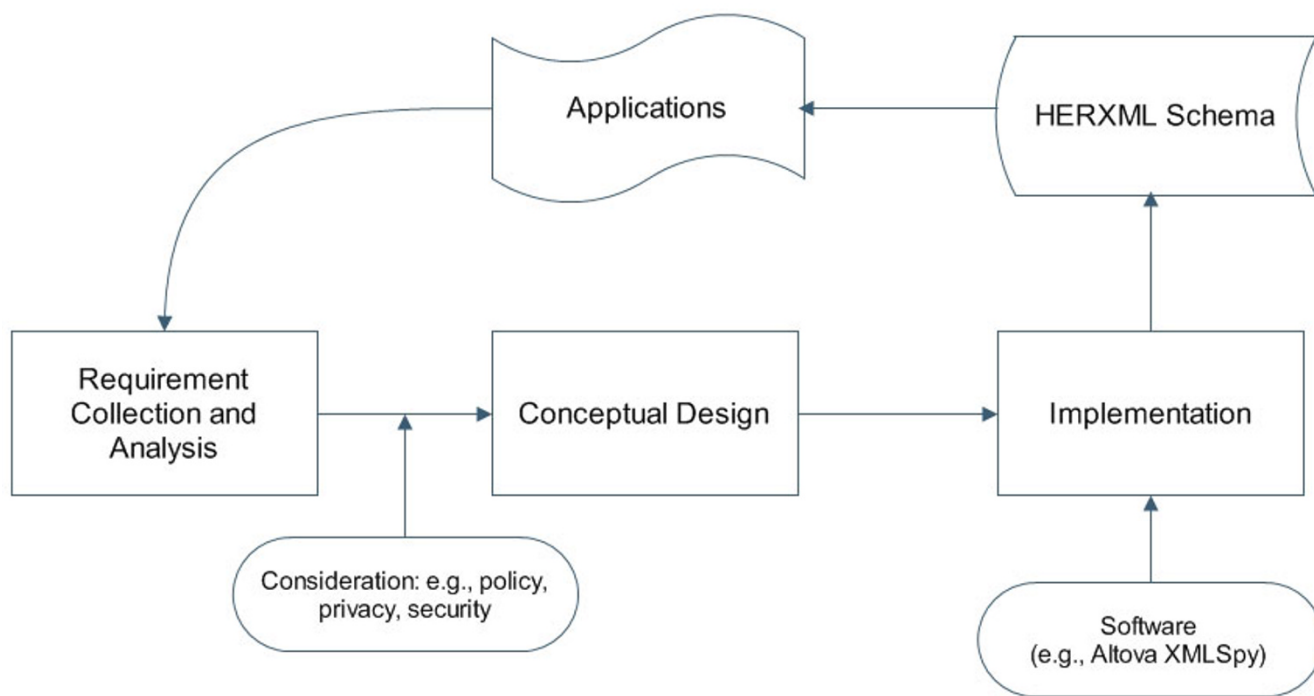 Applications
HERXML Schema
Requirement
Collection and
Analysis
Conceptual Design
Implementation
Consideration: e.g., policy,
privacy, security
Software
(e.g., Altova XMLSpy)